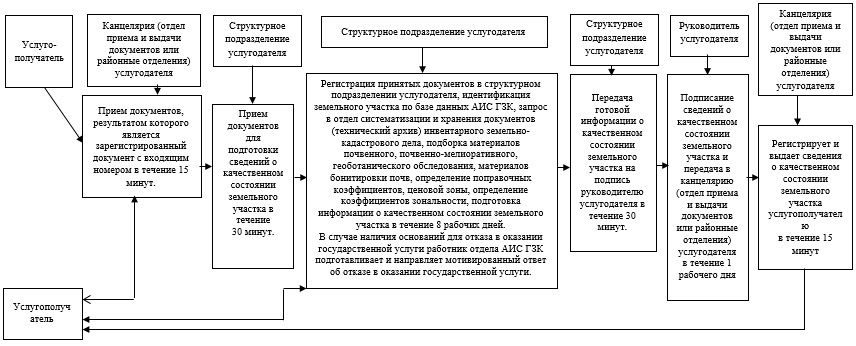 Услуго-
получатель
Канцелярия (отдел
приема и выдачи
документов или
районные отделения)
услугодателя
Структурное
подразделение
услугодателя
Структурное подразделение услугодателя
Структурное
подразделение
услугодателя
Руководитель
услугодателя
Канцелярия
(отдел приема и
выдачи
документов или
районные
отделения)
услугодателя
Прием документов,
результатом которого
является
зарегистрированный
документ с входящим
номером в течение 15
минут.
Прием
документов
для
подготовки
сведений о
качественном
состоянии
земельного
участка в
течение
30 минут.
Регистрация принятых документов в структурном
подразделении услугодателя, идентификация
земельного участка по базе данных АИС ГЗК, запрос
в отдел систематизации и хранения документов
(технический архив) инвентарного земельно-
кадастрового дела, подборка материалов
почвенного, почвенно-мелиоративного,
геоботанического обследования, материалов
бонитировки почв, определение поправочных
коэффициентов, ценовой зоны, определение
коэффициентов зональности, подготовка
информации о качественном состоянии земельного
участка в течение 8 рабочих дней.
В случае наличия оснований для отказа в оказании
государственной услуги работник отдела АИС ГЗК
подготавливает и направляет мотивированный ответ
об отказе в оказании государственной услуги.
Передача
готовой
информации о
качественном
состоянии
земельного
участка на
подпись
руководителю
услугодателя в
течение 30
минут.
Подписание
сведений о
качественном
состоянии
земельного
участка и
передача в
канцелярию
(отдел приема
и выдачи
документов
или районные
отделения)
услугодателя
в течение 1
рабочего дня
Регистрирует и
выдает сведения
о качественном
состоянии
земельного
участка
услугополучател
ю
в течение 15
минут
Услугополуч
атель